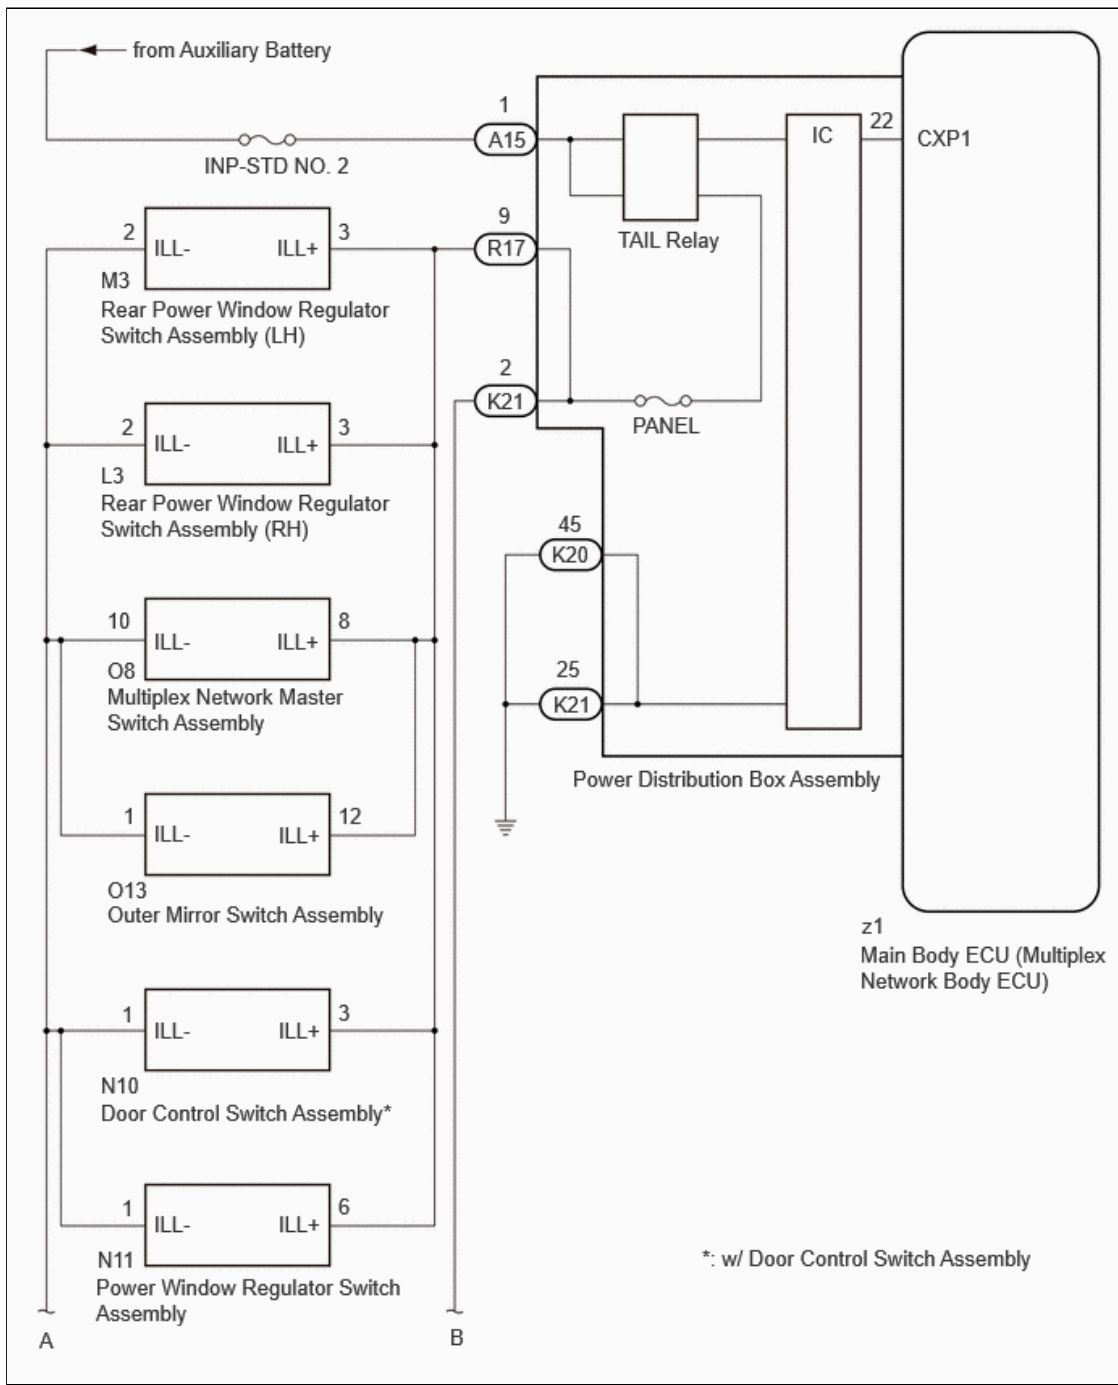 from Auxiliary Battery
1
A15
INP-STD NO. 2
TAIL Relay
IC
22
CXP1
2
ILL-
ILL+
3
M3
Rear Power Window Regulator
Switch Assembly (LH)
9
R17
2
K21
PANEL
2
ILL-
ILL+
3
L3
Rear Power Window Regulator
Switch Assembly (RH)
45
K20
25
K21
Power Distribution Box Assembly
10
ILL-
ILL+
8
O8
Multiplex Network Master
Switch Assembly
1
ILL-
ILL+
12
O13
Outer Mirror Switch Assembly
z1
Main Body ECU (Multiplex
Network Body ECU)
1
ILL-
ILL+
3
N10
Door Control Switch Assembly*
1
ILL-
ILL+
6
N11
Power Window Regulator Switch
Assembly
*: w/ Door Control Switch Assembly
A
B